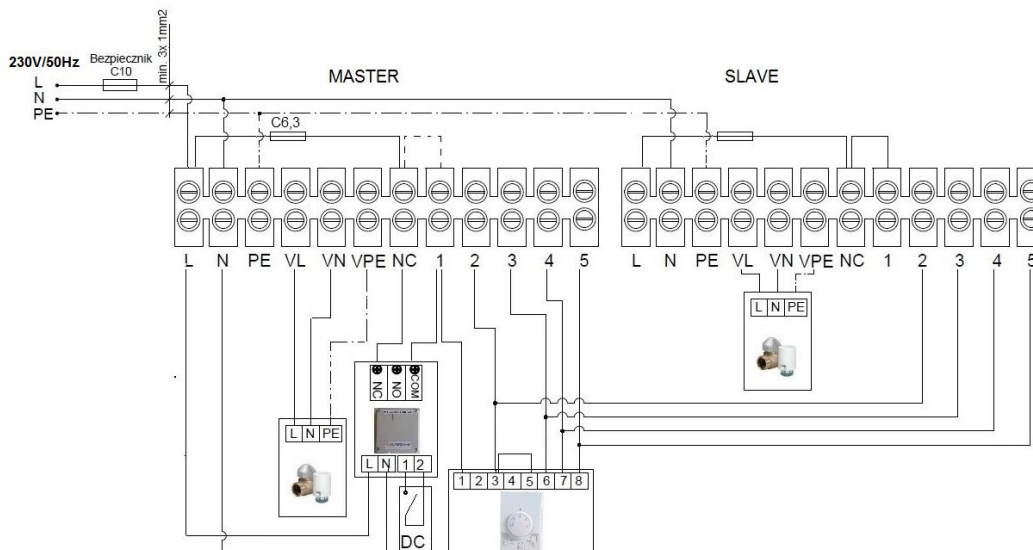 230V/50Hz
Bezpiecznik
C10
min. 3x 1mm2
L
N
PE
MASTER
SLAVE
C6,3
L N PE VL VN VPE NC 1 2 3 4 5
L N PE VL VN VPE NC 1 2 3 4 5
L N PE
NC NO COM
L N PE
L N 1 2
1 2 3 4 5 6 7 8
DC